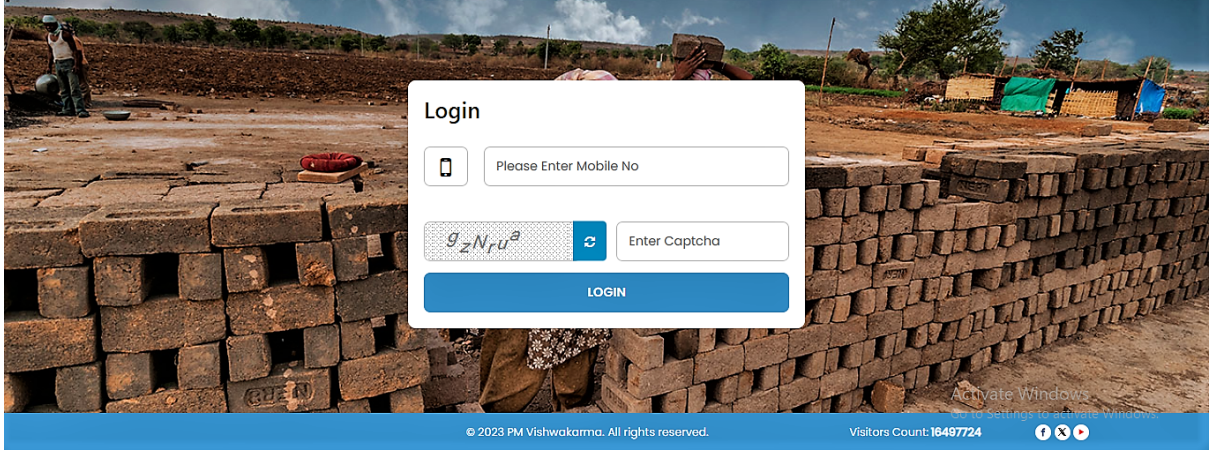 Login
Please Enter Mobile No
Enter Captcha
LOGIN
Activate Windows
Go to Settings to activate Windows.
© 2023 PM Vishwakarma. All rights reserved.
Visitors Count: 16497724